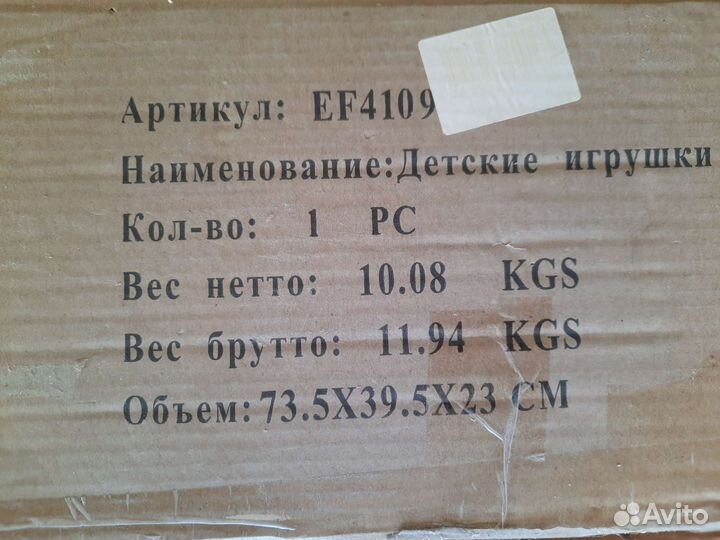 Артикул: EF4109
Наименование:Детские игрушки
Кол-во: 1 PC
Вес нетто: 10.08 KGS
Вес брутто: 11.94 KGS
Объем:73.5X39.5X23 CM
Avito